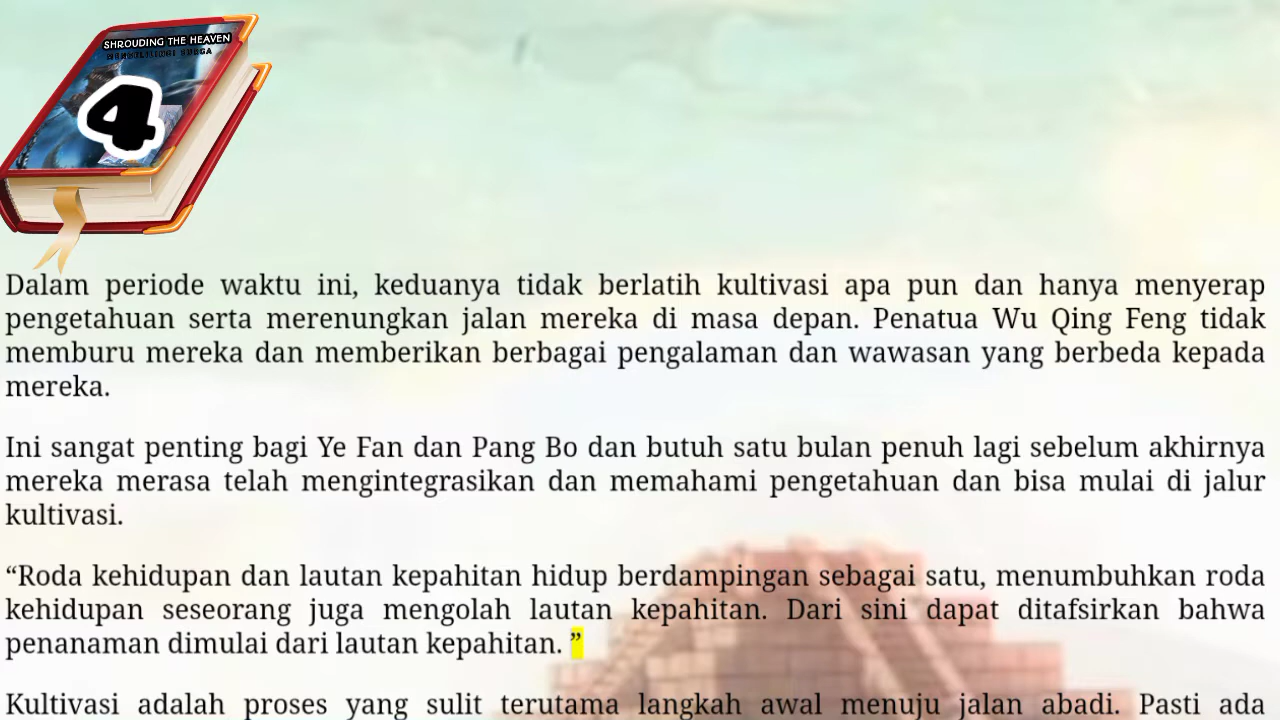 SHROUDING THE HEAVEN
4
Dalam periode waktu ini, keduanya tidak berlatih kultivasi apa pun dan hanya menyerap
pengetahuan serta merenungkan jalan mereka di masa depan. Penatua Wu Qing Feng tidak
memburu mereka dan memberikan berbagai pengalaman dan wawasan yang berbeda kepada
mereka.
Ini sangat penting bagi Ye Fan dan Pang Bo dan butuh satu bulan penuh lagi sebelum akhirnya
mereka merasa telah mengintegrasikan dan memahami pengetahuan dan bisa mulai di jalur
kultivasi.
“Roda kehidupan dan lautan kepahitan hidup berdampingan sebagai satu, menumbuhkan roda
kehidupan seseorang juga mengolah lautan kepahitan. Dari sini dapat ditafsirkan bahwa
penanaman dimulai dari lautan kepahitan. ”
Kultivasi adalah proses yang sulit terutama langkah awal menuju jalan abadi. Pasti ada